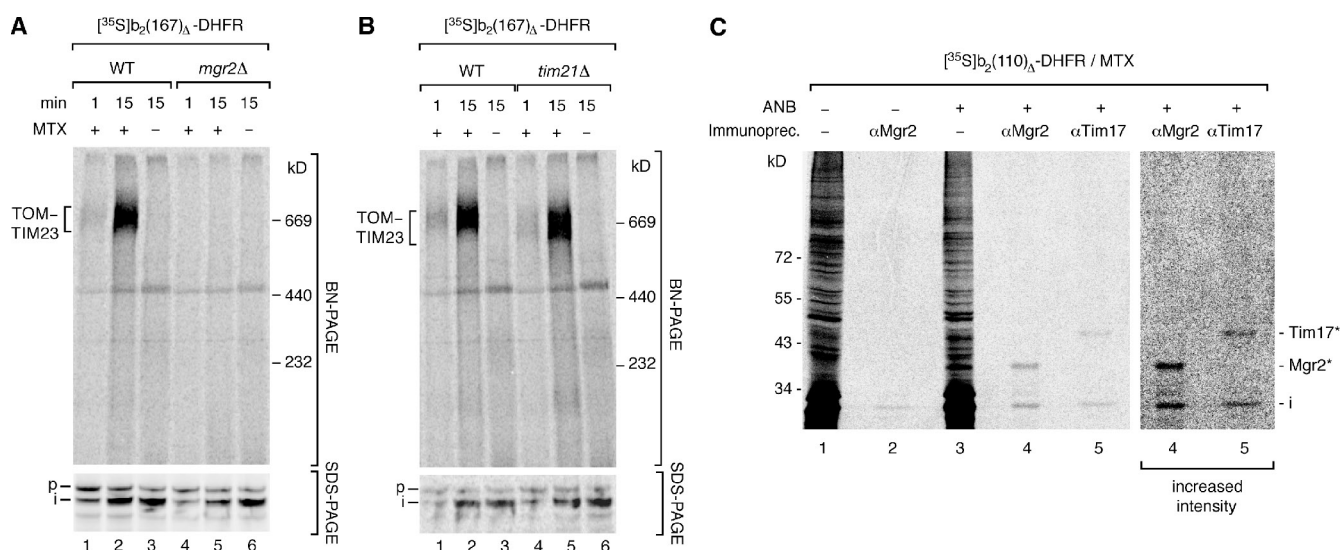 A
[³⁵S]b₂(167)Δ-DHFR
WT mgr2Δ
min 1 15 15 1 15 15
MTX + + – + + –
kD
TOM–
TIM23
– 669
– 440
– 232
BN-PAGE
p–
i–
SDS-PAGE
1 2 3 4 5 6
B
[³⁵S]b₂(167)Δ-DHFR
WT tim21Δ
min 1 15 15 1 15 15
MTX + + – + + –
kD
TOM–
TIM23
– 669
– 440
– 232
BN-PAGE
p–
i–
SDS-PAGE
1 2 3 4 5 6
C
[³⁵S]b₂(110)Δ-DHFR / MTX
ANB – – + + + + +
Immunoprec. – αMgr2 – αMgr2 αTim17 αMgr2 αTim17
kD
72 -
55 -
43 -
34 -
- Tim17*
- Mgr2*
- i
1 2 3 4 5 4 5
increased
intensity